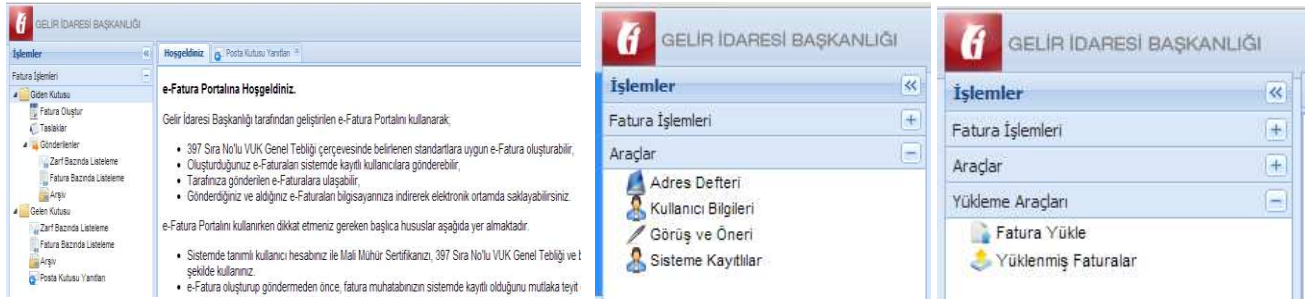 GELİR İDARESİ BAŞKANLIĞI
İşlemler
Fatura İşlemleri
Giden Kutusu
Fatura Oluştur
Taslaklar
Gönderilenler
Zarf Bazında Listeleme
Fatura Bazında Listeleme
Arşiv
Gelen Kutusu
Zarf Bazında Listeleme
Fatura Bazında Listeleme
Arşiv
Posta Kutusu Yanıtları
Hoşgeldiniz
Posta Kutusu Yanıtları
e-Fatura Portalına Hoşgeldiniz.
Gelir İdaresi Başkanlığı tarafından geliştirilen e-Fatura Portalını kullanarak;
• 397 Sıra No'lu VUK Genel Tebliği çerçevesinde belirlenen standartlara uygun e-Fatura oluşturabilir,
• Oluşturduğunuz e-Faturaları sistemde kayıtlı kullanıcılara gönderebilir,
• Tarafınıza gönderilen e-Faturalara ulaşabilir,
• Gönderdiğiniz ve aldığınız e-Faturaları bilgisayarınıza indirerek elektronik ortamda saklayabilirsiniz.
e-Fatura Portalını kullanırken dikkat etmeniz gereken başlıca hususlar aşağıda yer almaktadır.
• Sistemde tanımlı kullanıcı hesabınız ile Mali Mühür Sertifikanızı, 397 Sıra No'lu VUK Genel Tebliği ve
şekilde kullanınız.
• e-Fatura oluşturup göndermeden önce, fatura muhatabınızın sistemde kayıtlı olduğunu mutlaka teyit
GELİR İDARESİ BAŞKANLIĞI
İşlemler
Fatura İşlemleri
Araçlar
Adres Defteri
Kullanıcı Bilgileri
Görüş ve Öneri
Sisteme Kayıtlılar
GELİR İDARESİ BAŞKANLIĞI
İşlemler
Fatura İşlemleri
Araçlar
Yükleme Araçları
Fatura Yükle
Yüklenmiş Faturalar